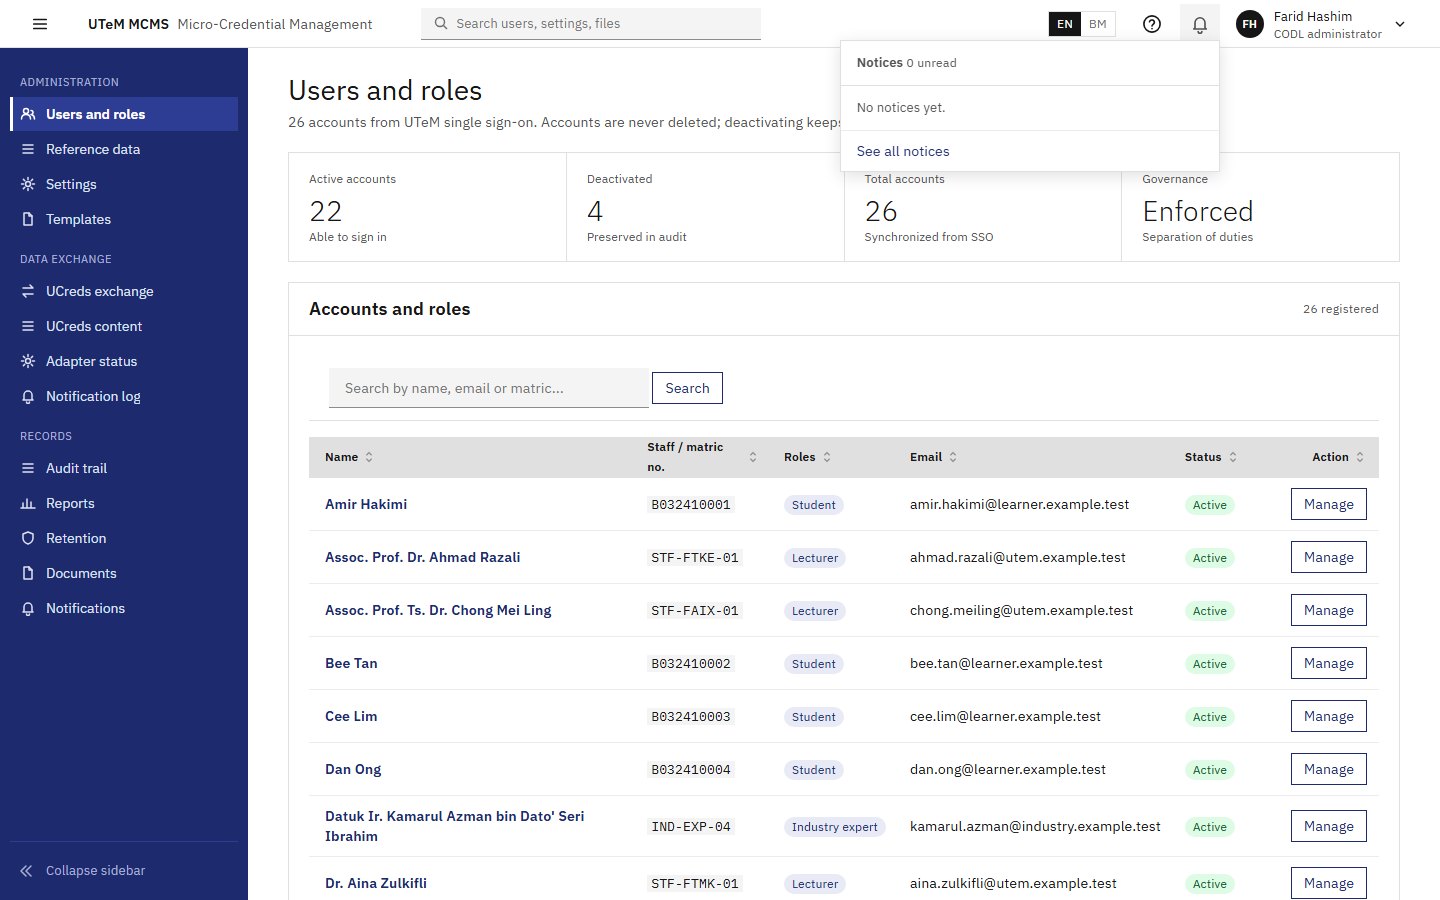 UTeM MCMS Micro-Credential Management
Search users, settings, files
EN BM
FH
Farid Hashim
CODL administrator
Notices 0 unread
No notices yet.
See all notices
ADMINISTRATION
Users and roles
Reference data
Settings
Templates
DATA EXCHANGE
UCreds exchange
UCreds content
Adapter status
Notification log
RECORDS
Audit trail
Reports
Retention
Documents
Notifications
Collapse sidebar
Users and roles
26 accounts from UTeM single sign-on. Accounts are never deleted; deactivating keeps
Active accounts
22
Able to sign in
Deactivated
4
Preserved in audit
Total accounts
26
Synchronized from SSO
Governance
Enforced
Separation of duties
Accounts and roles
26 registered
Search by name, email or matric...
Search
Name Staff / matric no. Roles Email Status Action
Amir Hakimi B032410001 Student amir.hakimi@learner.example.test Active Manage
Assoc. Prof. Dr. Ahmad Razali STF-FTKE-01 Lecturer ahmad.razali@utem.example.test Active Manage
Assoc. Prof. Ts. Dr. Chong Mei Ling STF-FAIX-01 Lecturer chong.meiling@utem.example.test Active Manage
Bee Tan B032410002 Student bee.tan@learner.example.test Active Manage
Cee Lim B032410003 Student cee.lim@learner.example.test Active Manage
Dan Ong B032410004 Student dan.ong@learner.example.test Active Manage
Datuk Ir. Kamarul Azman bin Dato' Seri Ibrahim IND-EXP-04 Industry expert kamarul.azman@industry.example.test Active Manage
Dr. Aina Zulkifli STF-FTMK-01 Lecturer aina.zulkifli@utem.example.test Active Manage